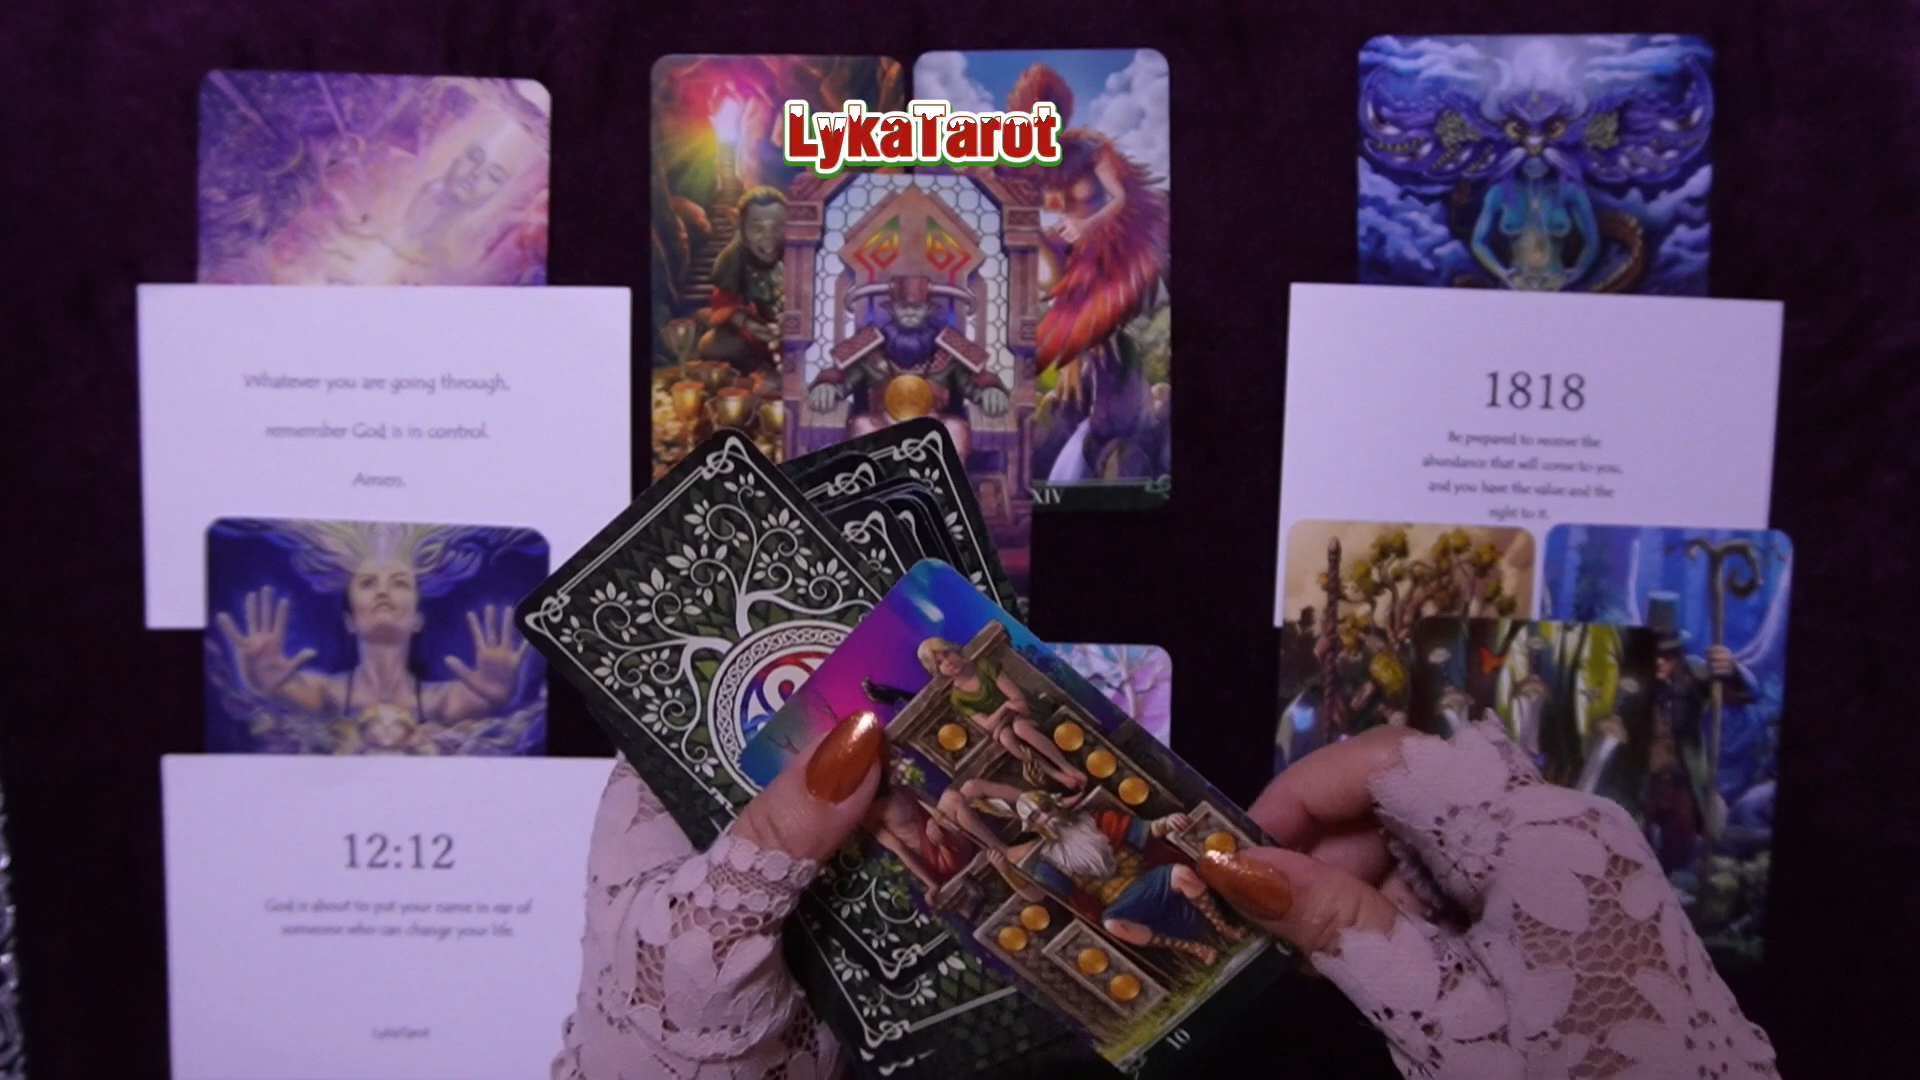 LykaTarot
Whatever you are going through,
remember God is in control.
Amen.
XIV
1818
Be prepared to receive the
abundance that will come to you,
and you have the value and the
right to it.
12:12
God is about to put your name in ear of
someone who can change your life
LykaTarot
10